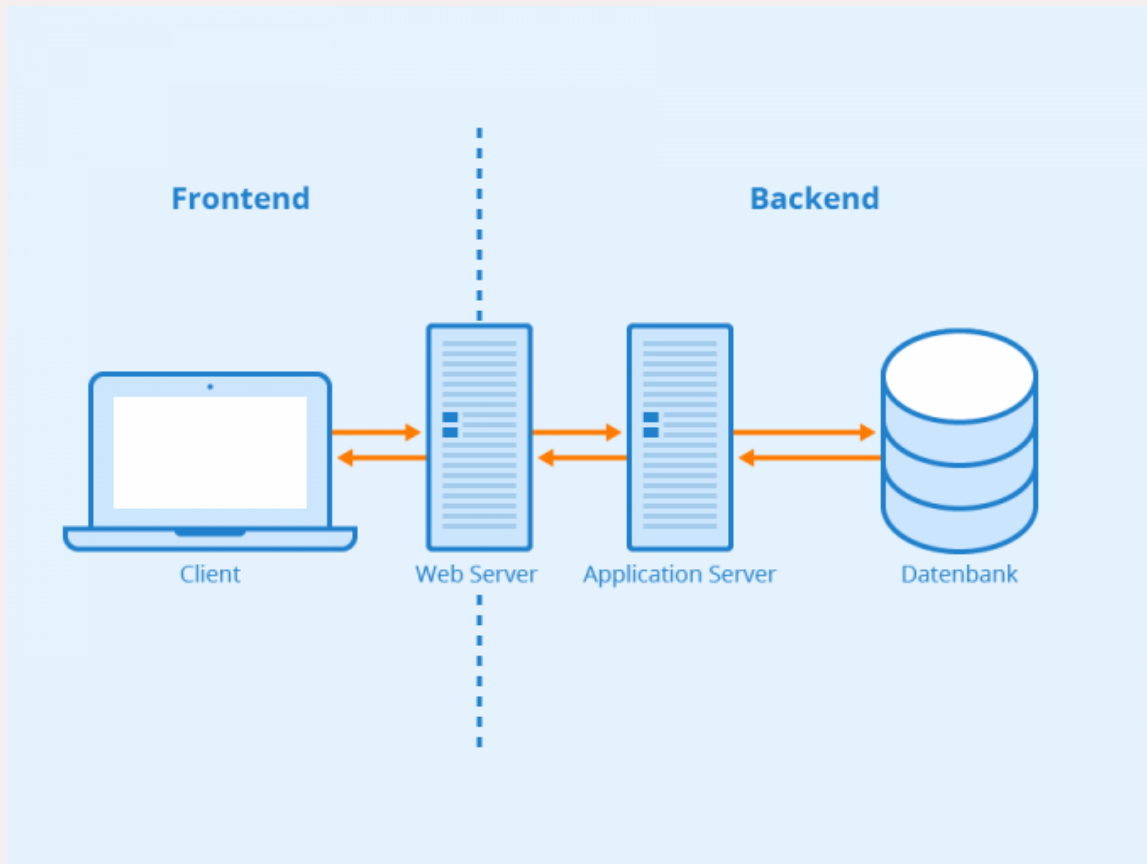 Frontend
Backend
Client
Web Server
Application Server
Datenbank